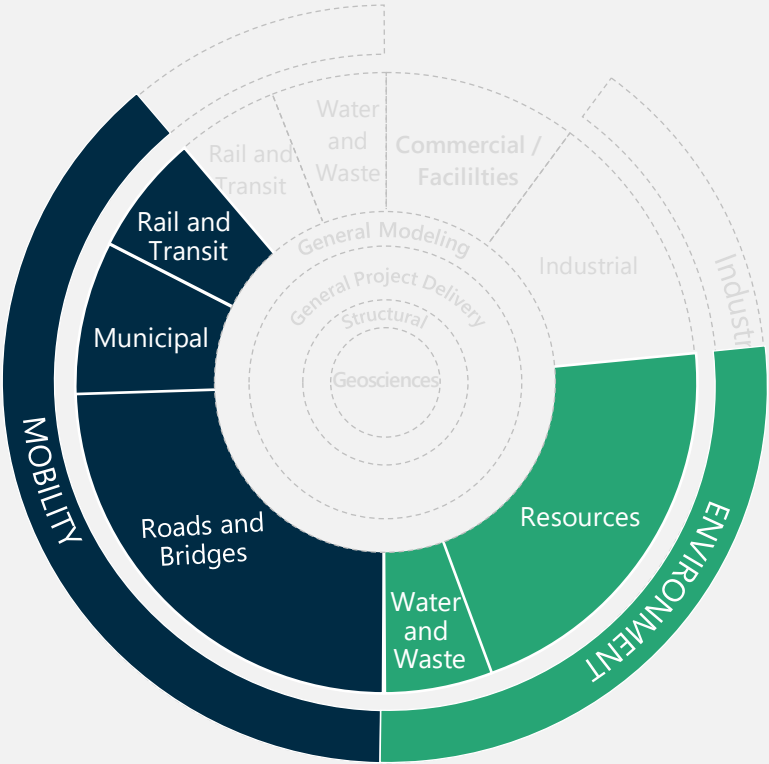 Water
and
Waste
Rail and
Transit
Commercial /
Facililties
Industrial
Industr
General Modeling
General Project Delivery
Structural
Geosciences
Rail and
Transit
Municipal
Roads and
Bridges
MOBILITY
Water
and
Waste
Resources
ENVIRONMENT